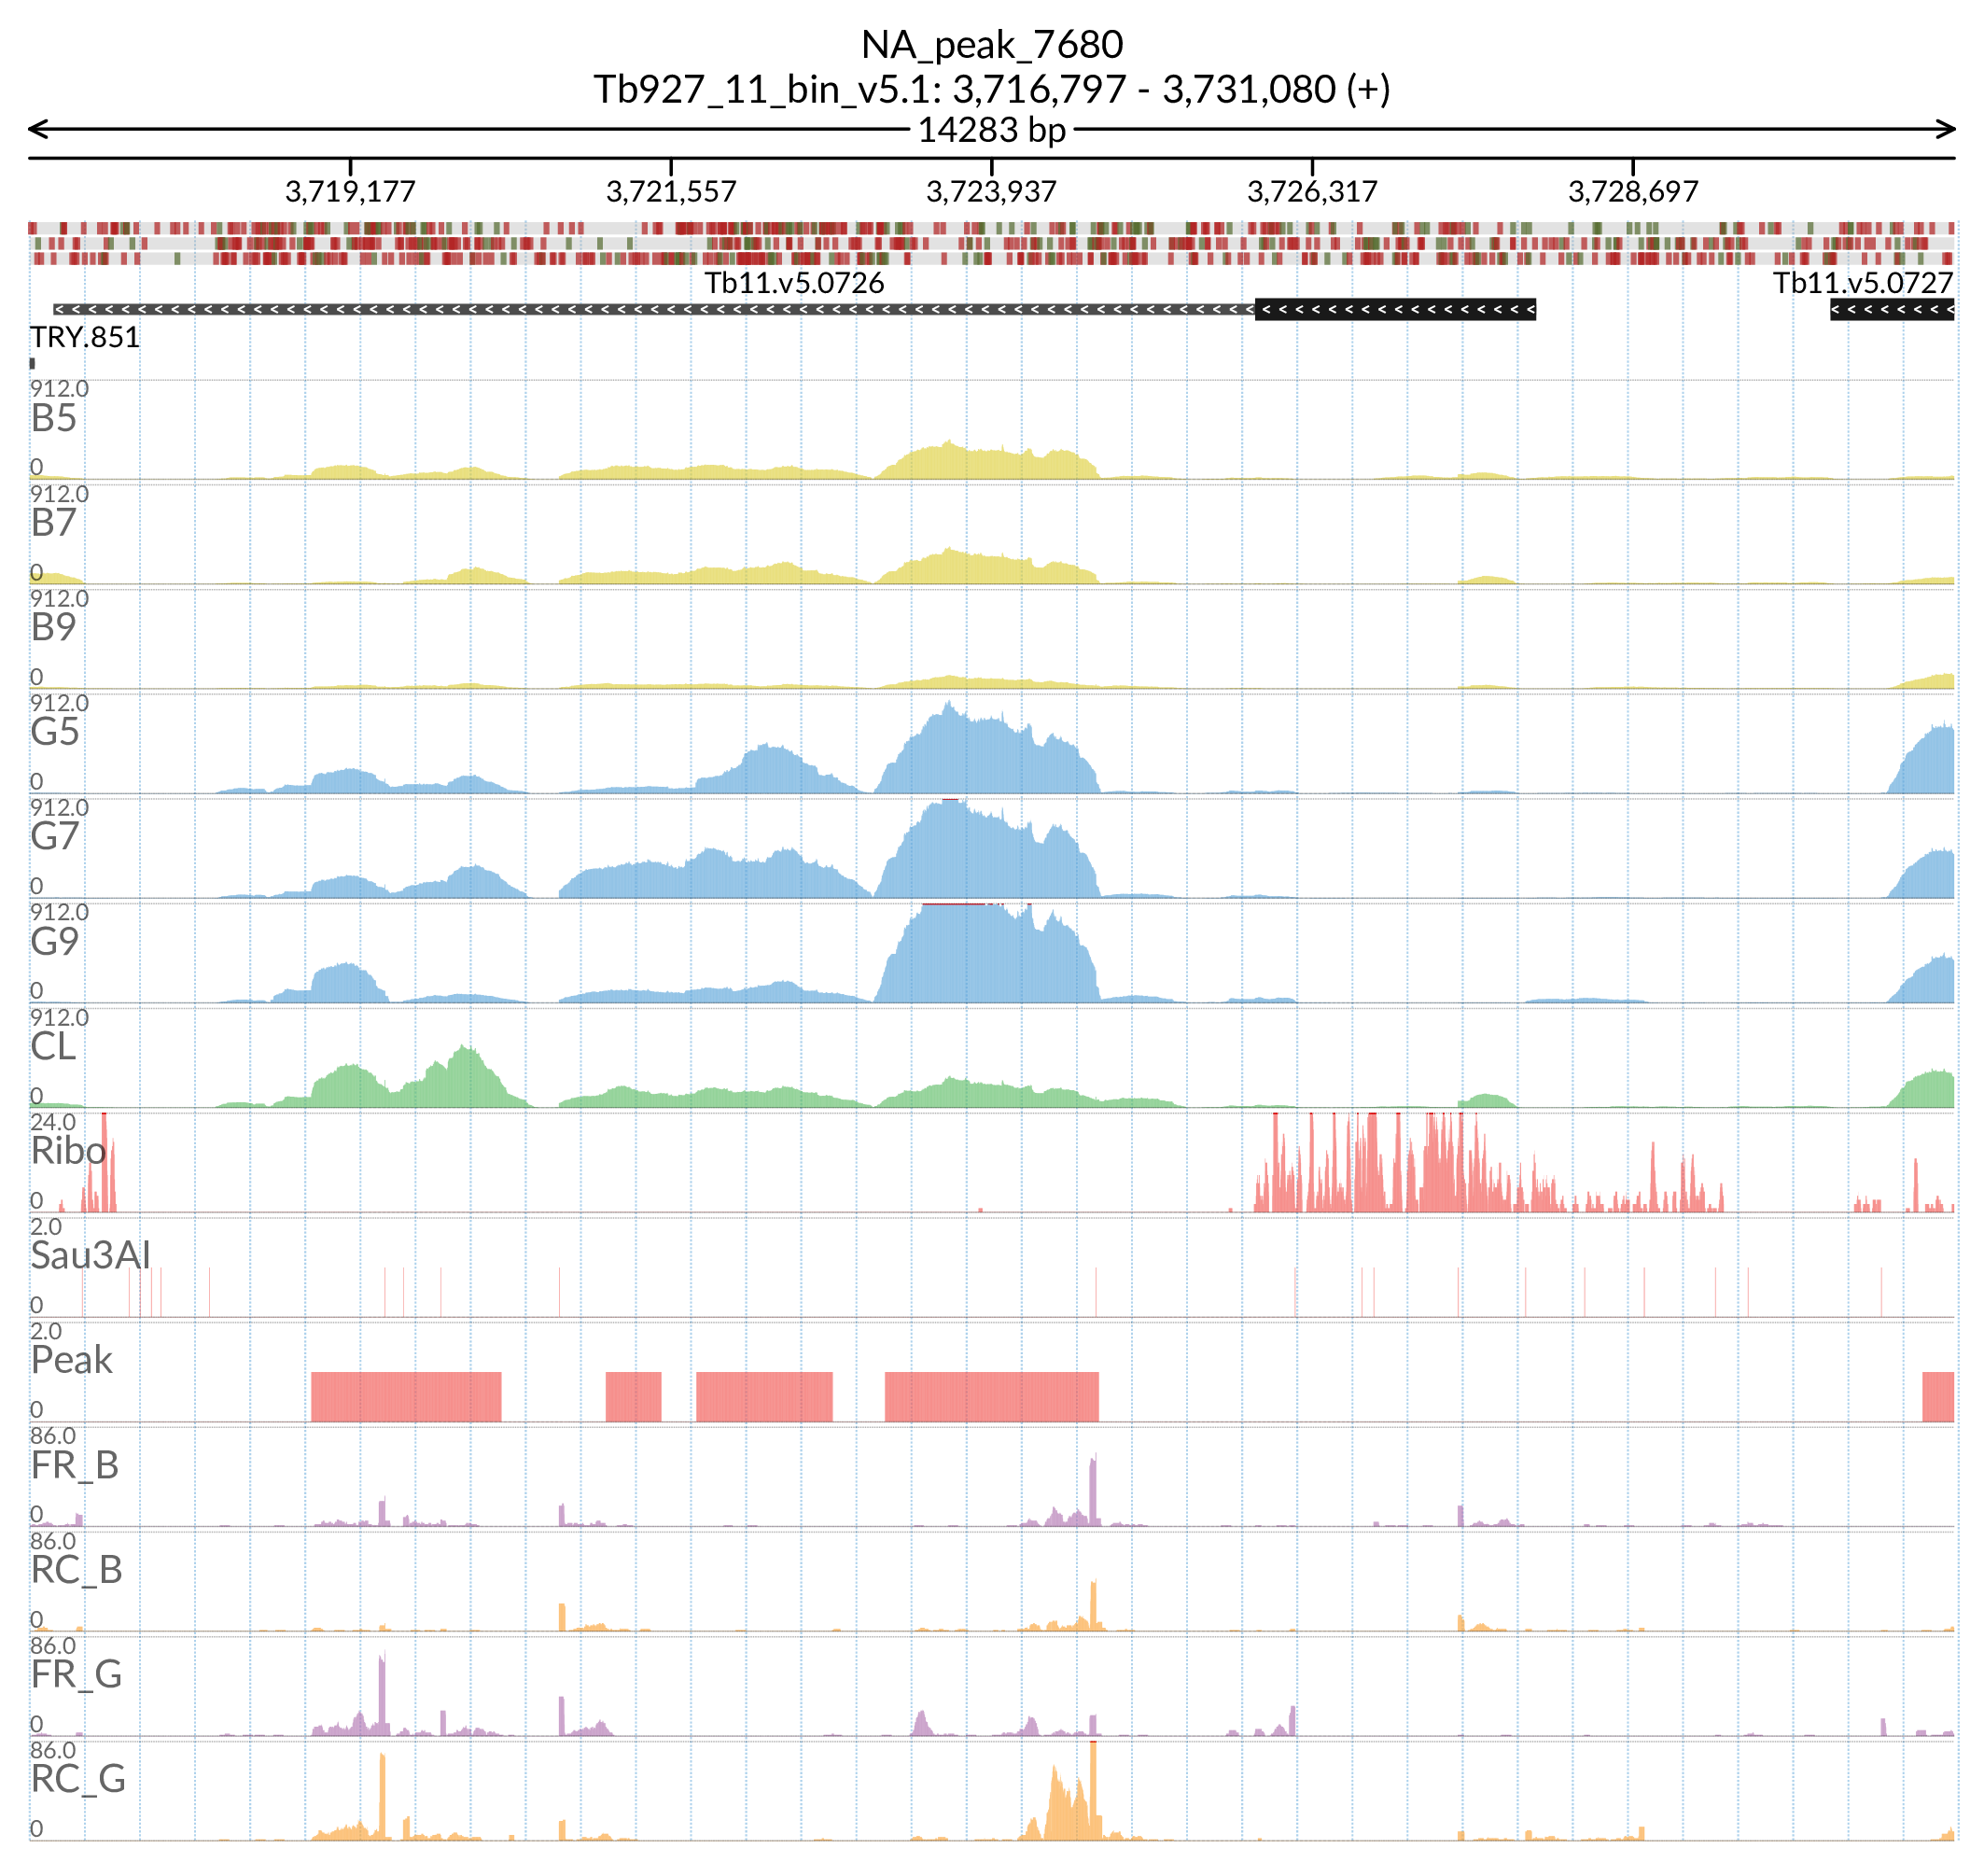 NA_peak_7680
Tb927_11_bin_v5.1: 3,716,797 - 3,731,080 (+)
14283 bp
3,719,177 3,721,557 3,723,937 3,726,317 3,728,697
Tb11.v5.0726 Tb11.v5.0727
TRY.851
912.0
B5
0
912.0
B7
0
912.0
B9
0
912.0
G5
0
912.0
G7
0
912.0
G9
0
912.0
CL
0
24.0
Ribo
0
2.0
Sau3AI
0
2.0
Peak
0
86.0
FR_B
0
86.0
RC_B
0
86.0
FR_G
0
86.0
RC_G
0